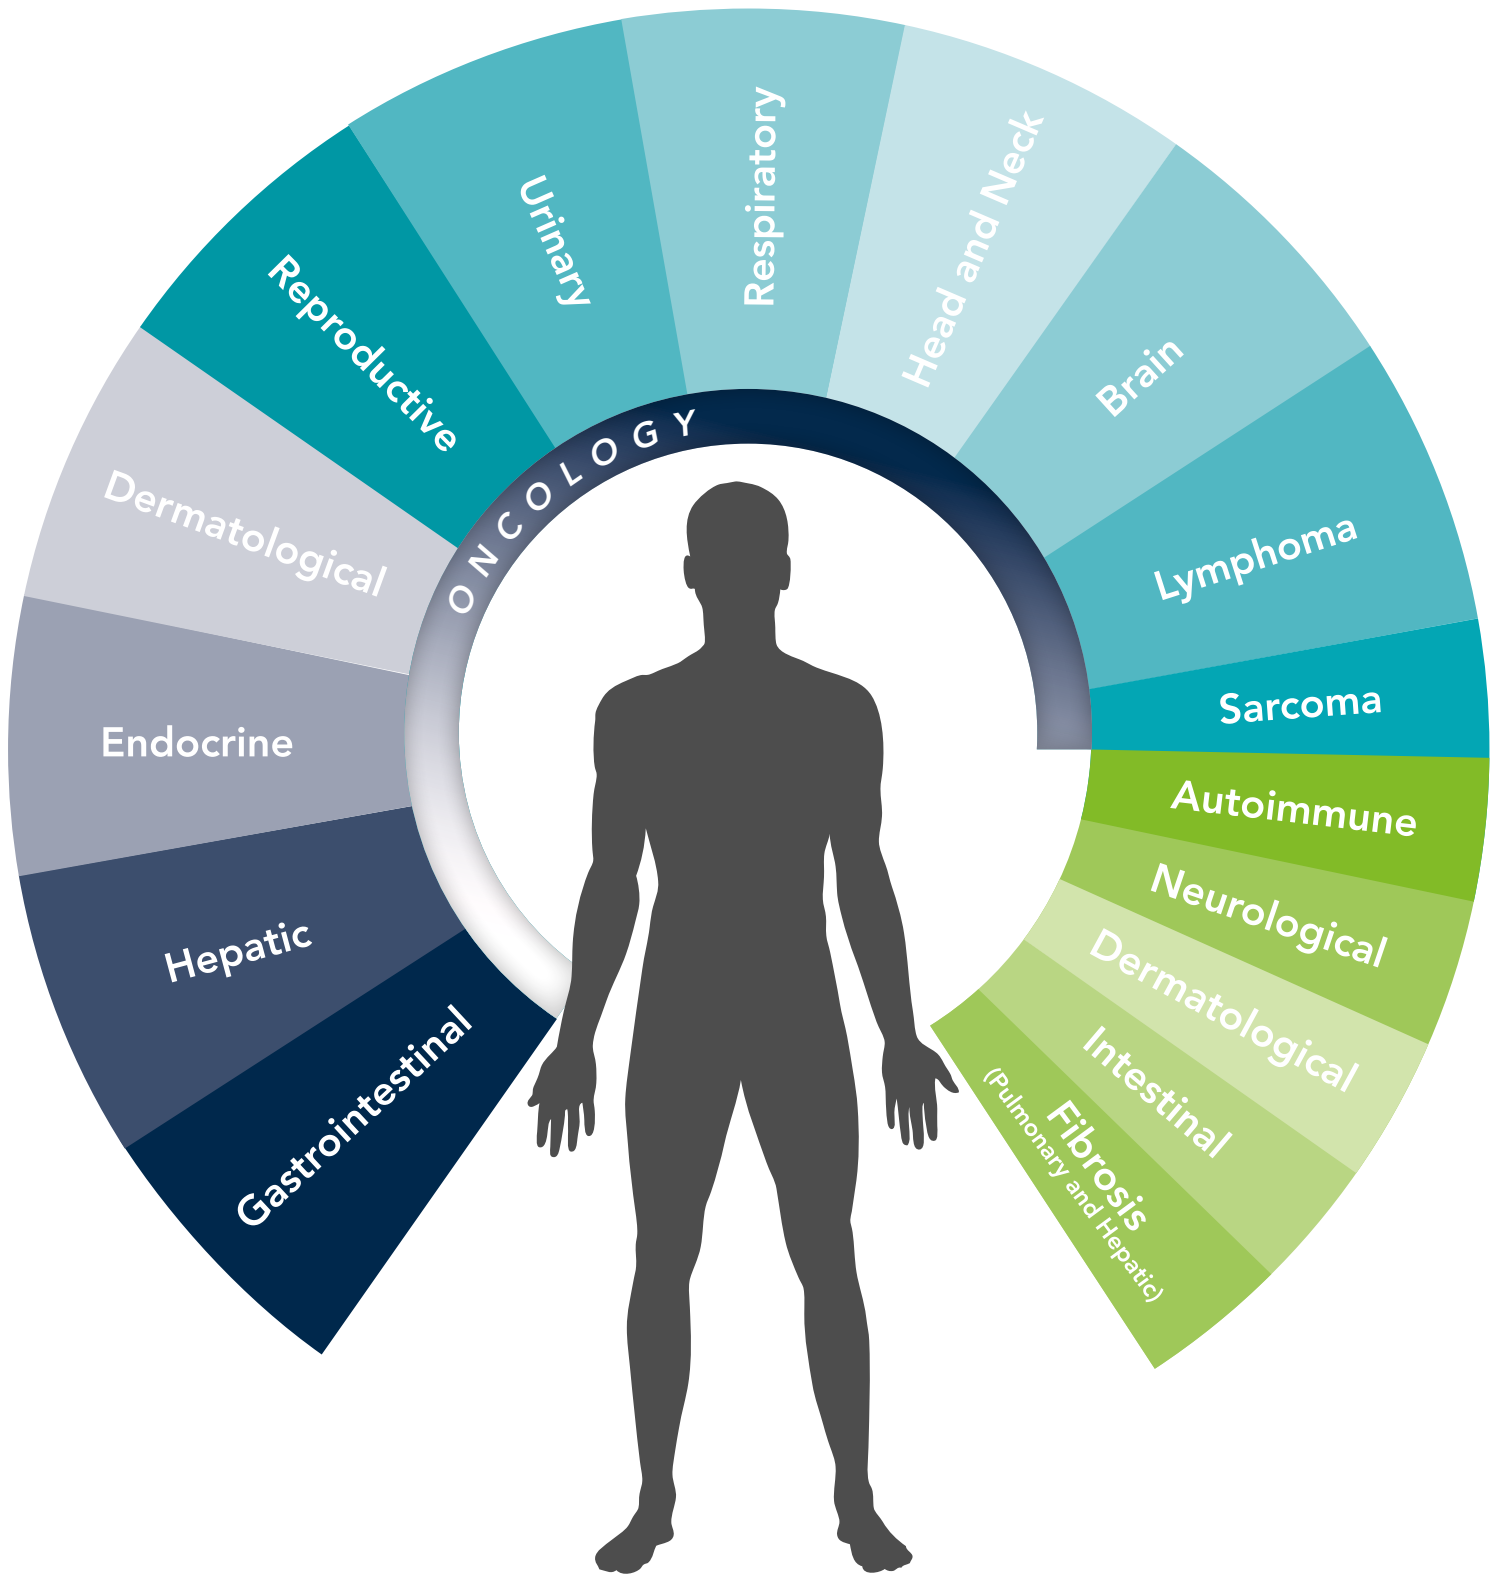 Gastrointestinal
Hepatic
Endocrine
Dermatological
Reproductive
Urinary
Respiratory
Head and Neck
Brain
Lymphoma
Sarcoma
Autoimmune
Neurological
Dermatological
Intestinal
Fibrosis
(Pulmonary and Hepatic)
ONCOLOGY